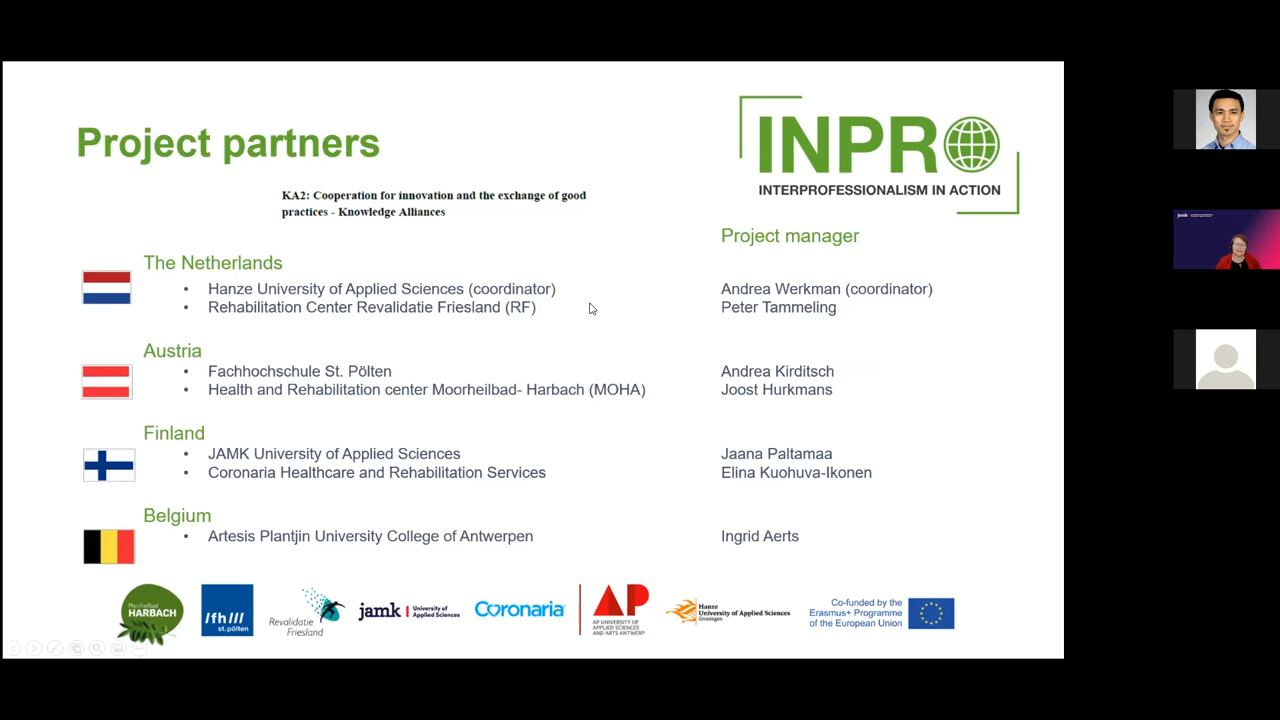 Project partners
INPRO
INTERPROFESSIONALISM IN ACTION
KA2: Cooperation for innovation and the exchange of good
practices - Knowledge Alliances
Project manager
The Netherlands
• Hanze University of Applied Sciences (coordinator) Andrea Werkman (coordinator)
• Rehabilitation Center Revalidatie Friesland (RF) Peter Tammeling
Austria
• Fachhochschule St. Pölten Andrea Kirditsch
• Health and Rehabilitation center Moorheilbad- Harbach (MOHA) Joost Hurkmans
Finland
• JAMK University of Applied Sciences Jaana Paltamaa
• Coronaria Healthcare and Rehabilitation Services Elina Kuohuva-Ikonen
Belgium
• Artesis Plantjin University College of Antwerpen Ingrid Aerts
Moorheilbad
HARBACH
fh
st.pölten
Revalidatie
Friesland
jamk
University of
Applied Sciences
Coronaria
AP
AP UNIVERSITY OF
APPLIED SCIENCES
AND ARTS ANTWERP
Hanze
University of Applied Sciences
Groningen
Co-funded by the
Erasmus+ Programme
of the European Union
jamk